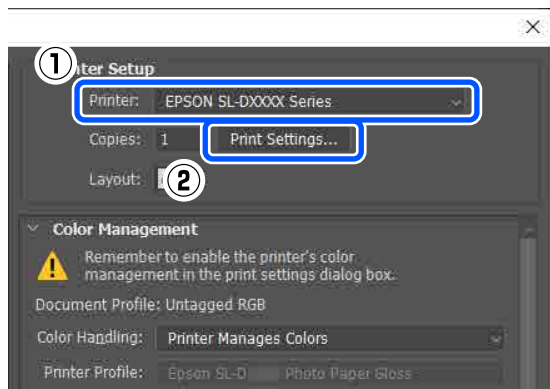 ①
nter Setup
Printer: EPSON SL-DXXXX Series
Copies: 1 Print Settings...
Layout: ②
Color Management
Remember to enable the printer's color
management in the print settings dialog box.
Document Profile: Untagged RGB
Color Handling: Printer Manages Colors
Printer Profile: Epson SL-D Photo Paper Gloss